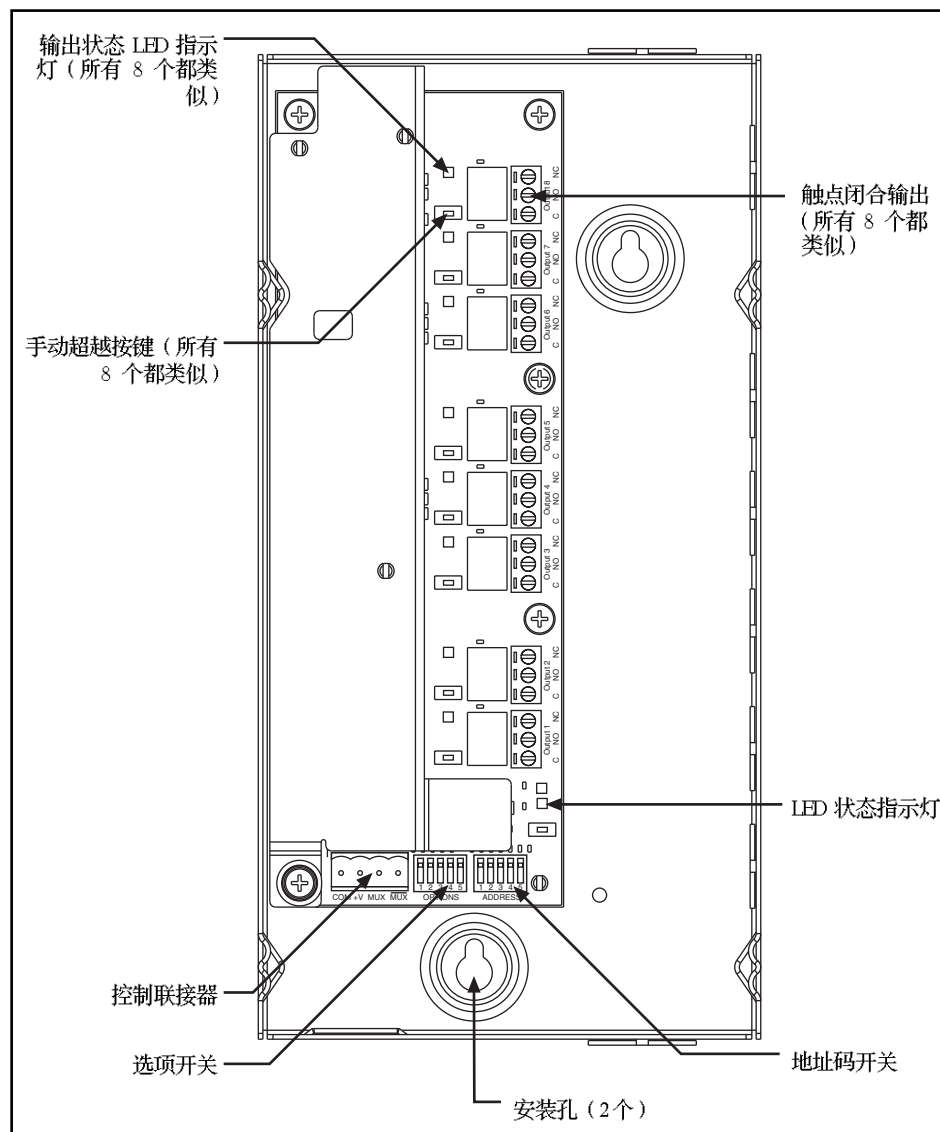 输出状态 LED 指示
灯（所有 8 个都类
似）
触点闭合输出
（所有 8 个都
类似）
手动超越按键（所有
8 个都类似）
NC
NO
C
Output 8
NC
NO
C
Output 7
NC
NO
C
Output 6
NC
NO
C
Output 5
NC
NO
C
Output 4
NC
NO
C
Output 3
NC
NO
C
Output 2
NC
NO
C
Output 1
LED 状态指示灯
1 2 3 4 5
1 2 3 4 5
COM +V MUX MUX
OPTIONS
ADDRESS
控制联接器
选项开关
地址码开关
安装孔（2个）